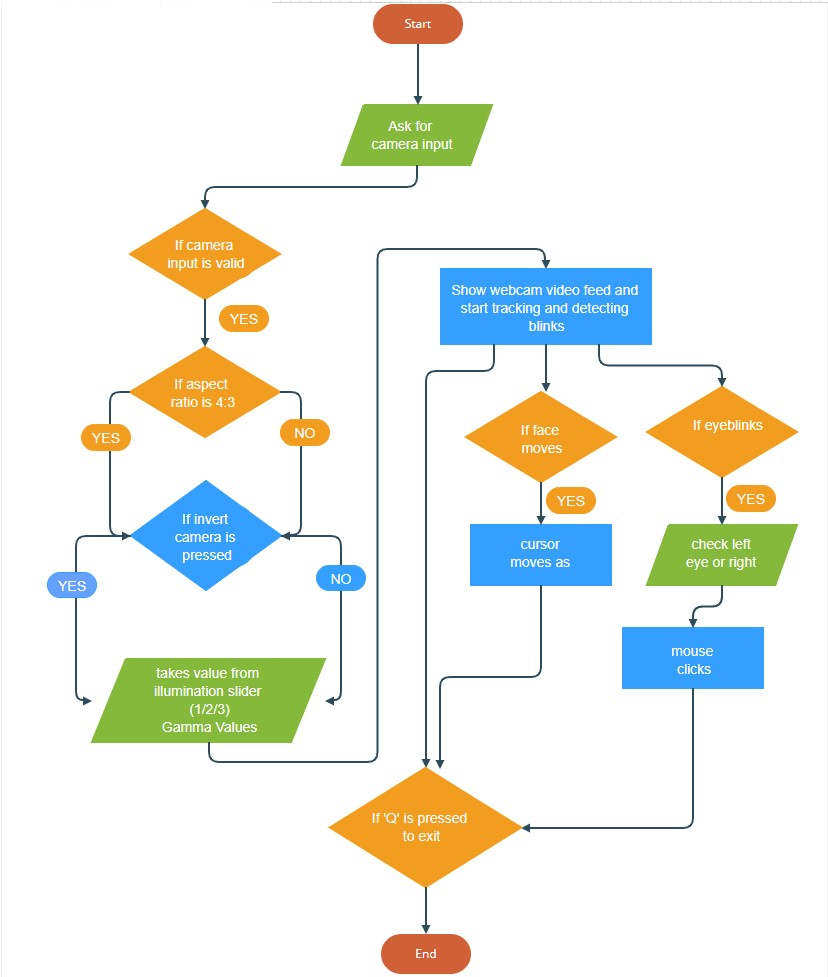 Start
Ask for
camera input
If camera
input is valid
YES
If aspect
ratio is 4:3
YES
NO
If invert
camera is
pressed
YES
NO
takes value from
illumination slider
(1/2/3)
Gamma Values
Show webcam video feed and
start tracking and detecting
blinks
If face
moves
YES
cursor
moves as
If eyeblinks
YES
check left
eye or right
mouse
clicks
If 'Q' is pressed
to exit
End